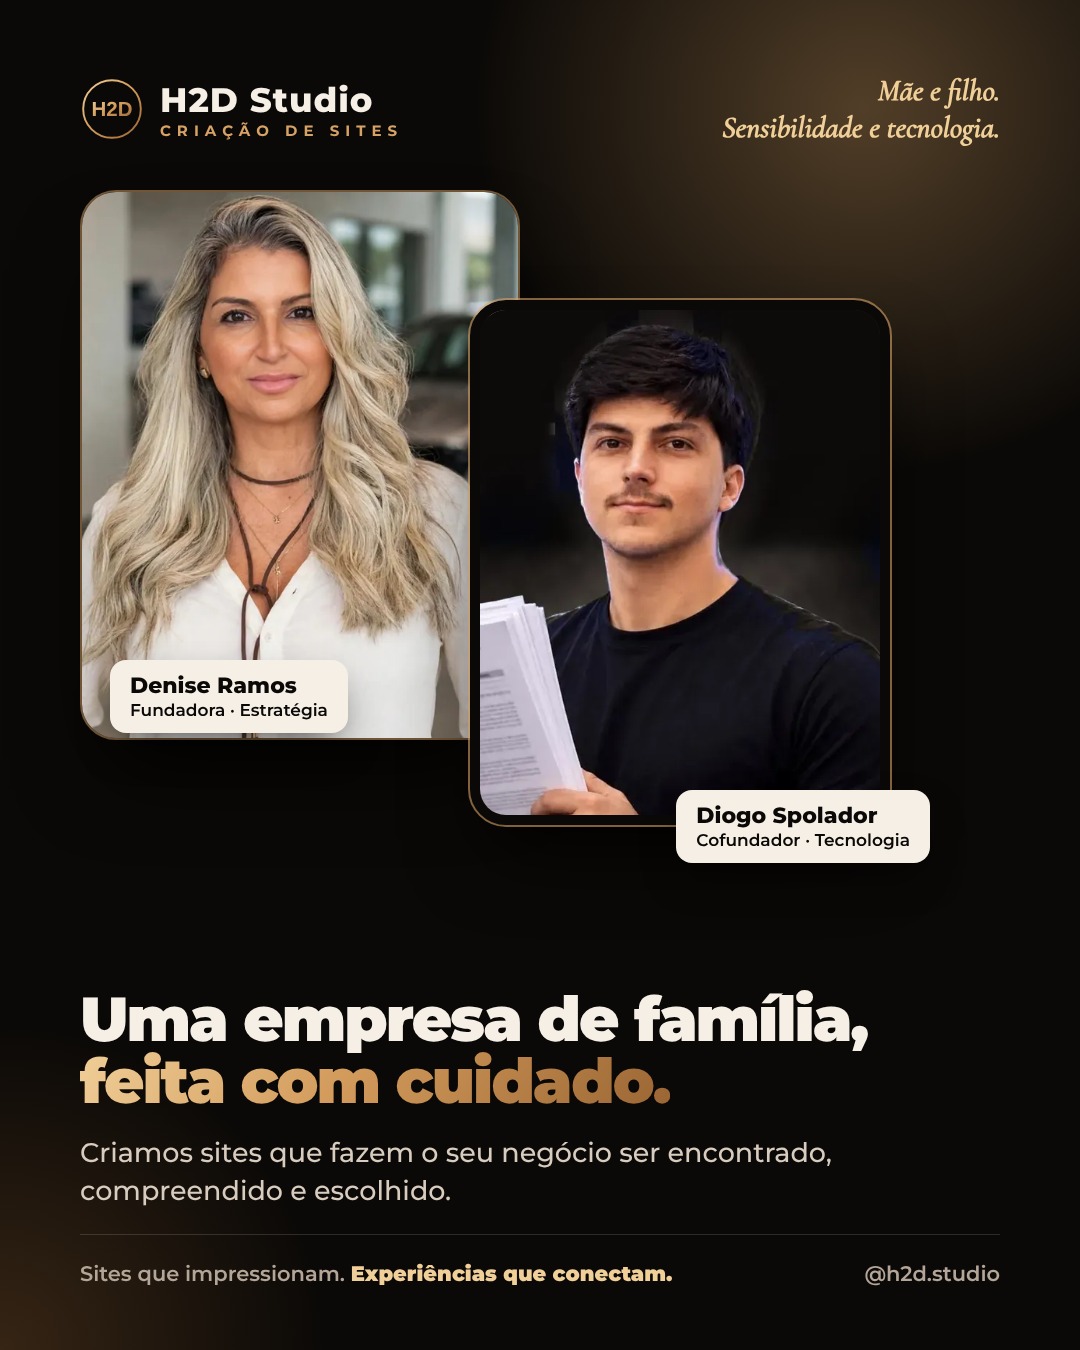 H2D
H2D Studio
CRIAÇÃO DE SITES
Mãe e filho.
Sensibilidade e tecnologia.
Denise Ramos
Fundadora · Estratégia
Diogo Spolador
Cofundador · Tecnologia
Uma empresa de família,
feita com cuidado.
Criamos sites que fazem o seu negócio ser encontrado,
compreendido e escolhido.
Sites que impressionam. Experiências que conectam.
@h2d.studio